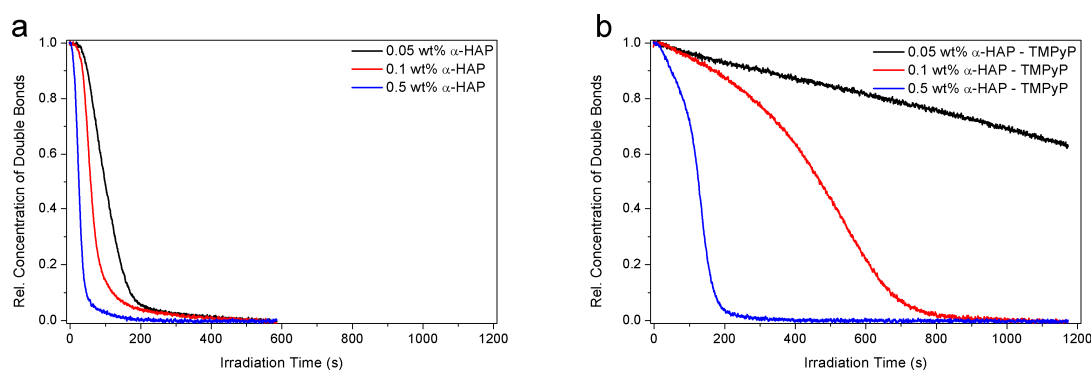 a
0.05 wt% α-HAP
0.1 wt% α-HAP
0.5 wt% α-HAP
1.0
0.8
0.6
0.4
0.2
0.0
Rel. Concentration of Double Bonds
0 200 400 600 800 1000 1200
Irradiation Time (s)
b
0.05 wt% α-HAP - TMPyP
0.1 wt% α-HAP - TMPyP
0.5 wt% α-HAP - TMPyP
1.0
0.8
0.6
0.4
0.2
0.0
Rel. Concentration of Double Bonds
0 200 400 600 800 1000 1200
Irradiation Time (s)